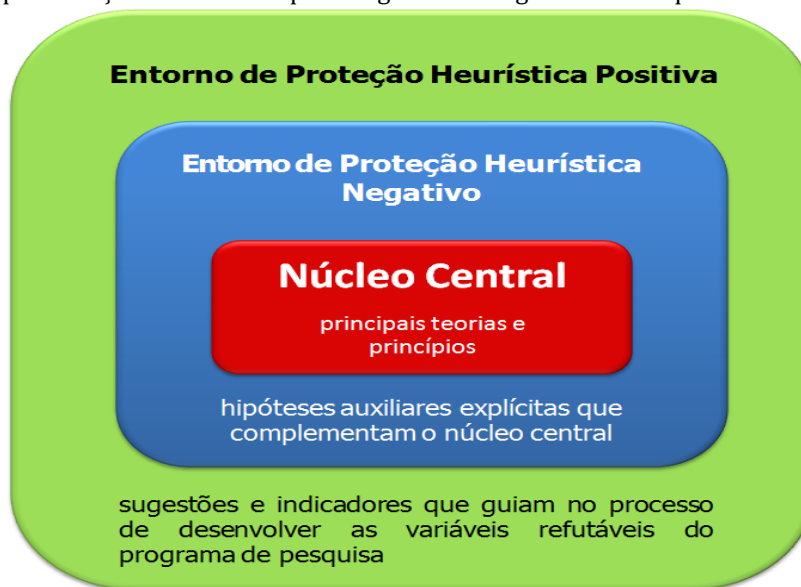 Entorno de Proteção Heurística Positiva
Entorno de Proteção Heurística
Negativo
Núcleo Central
principais teorias e
princípios
hipóteses auxiliares explícitas que
complementam o núcleo central
sugestões e indicadores que guiam no processo
de desenvolver as variáveis refutáveis do
programa de pesquisa